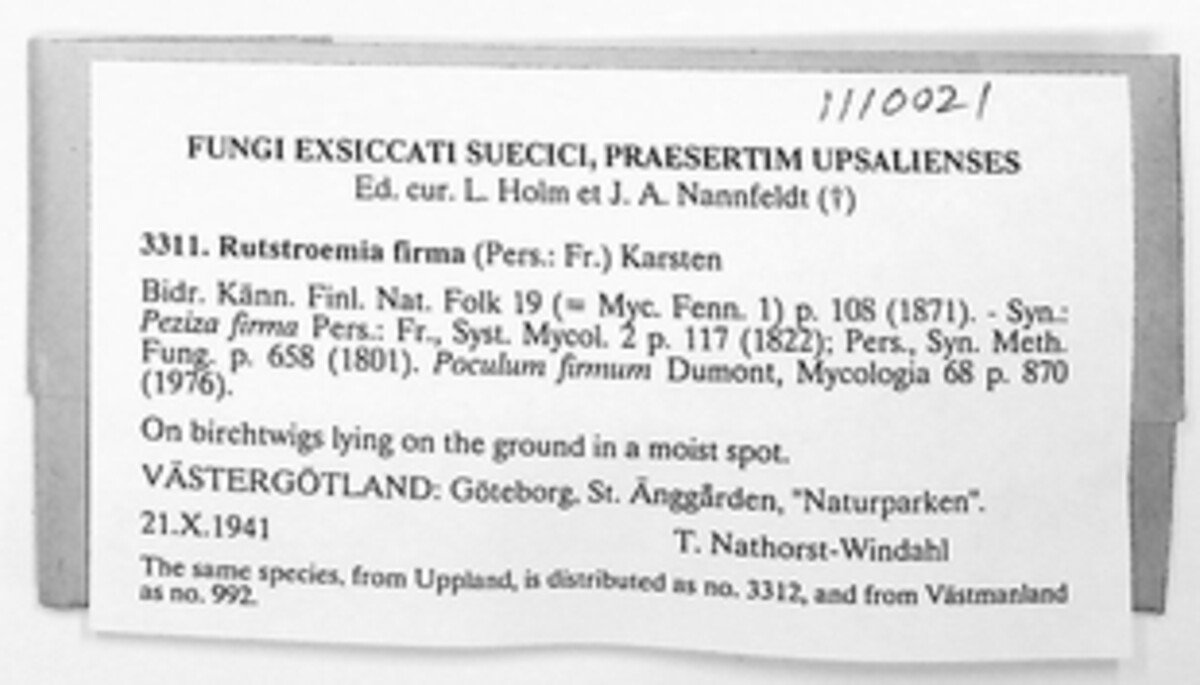 1110021
FUNGI EXSICCATI SUECICI, PRAESERTIM UPSALIENSES
Ed. cur. L. Holm et J. A. Nannfeldt (†)
3311. Rutstroemia firma (Pers.: Fr.) Karsten
Bidr. Känn. Finl. Nat. Folk 19 (= Myc. Fenn. 1) p. 108 (1871). - Syn.:
Peziza firma Pers.: Fr., Syst. Mycol. 2 p. 117 (1822); Pers., Syn. Meth.
Fung. p. 658 (1801). Poculum firmum Dumont, Mycologia 68 p. 870
(1976).
On birchtwigs lying on the ground in a moist spot.
VÄSTERGÖTLAND: Göteborg, St. Änggården, "Naturparken".
21.X.1941 T. Nathorst-Windahl
The same species, from Uppland, is distributed as no. 3312, and from Västmanland
as no. 992.